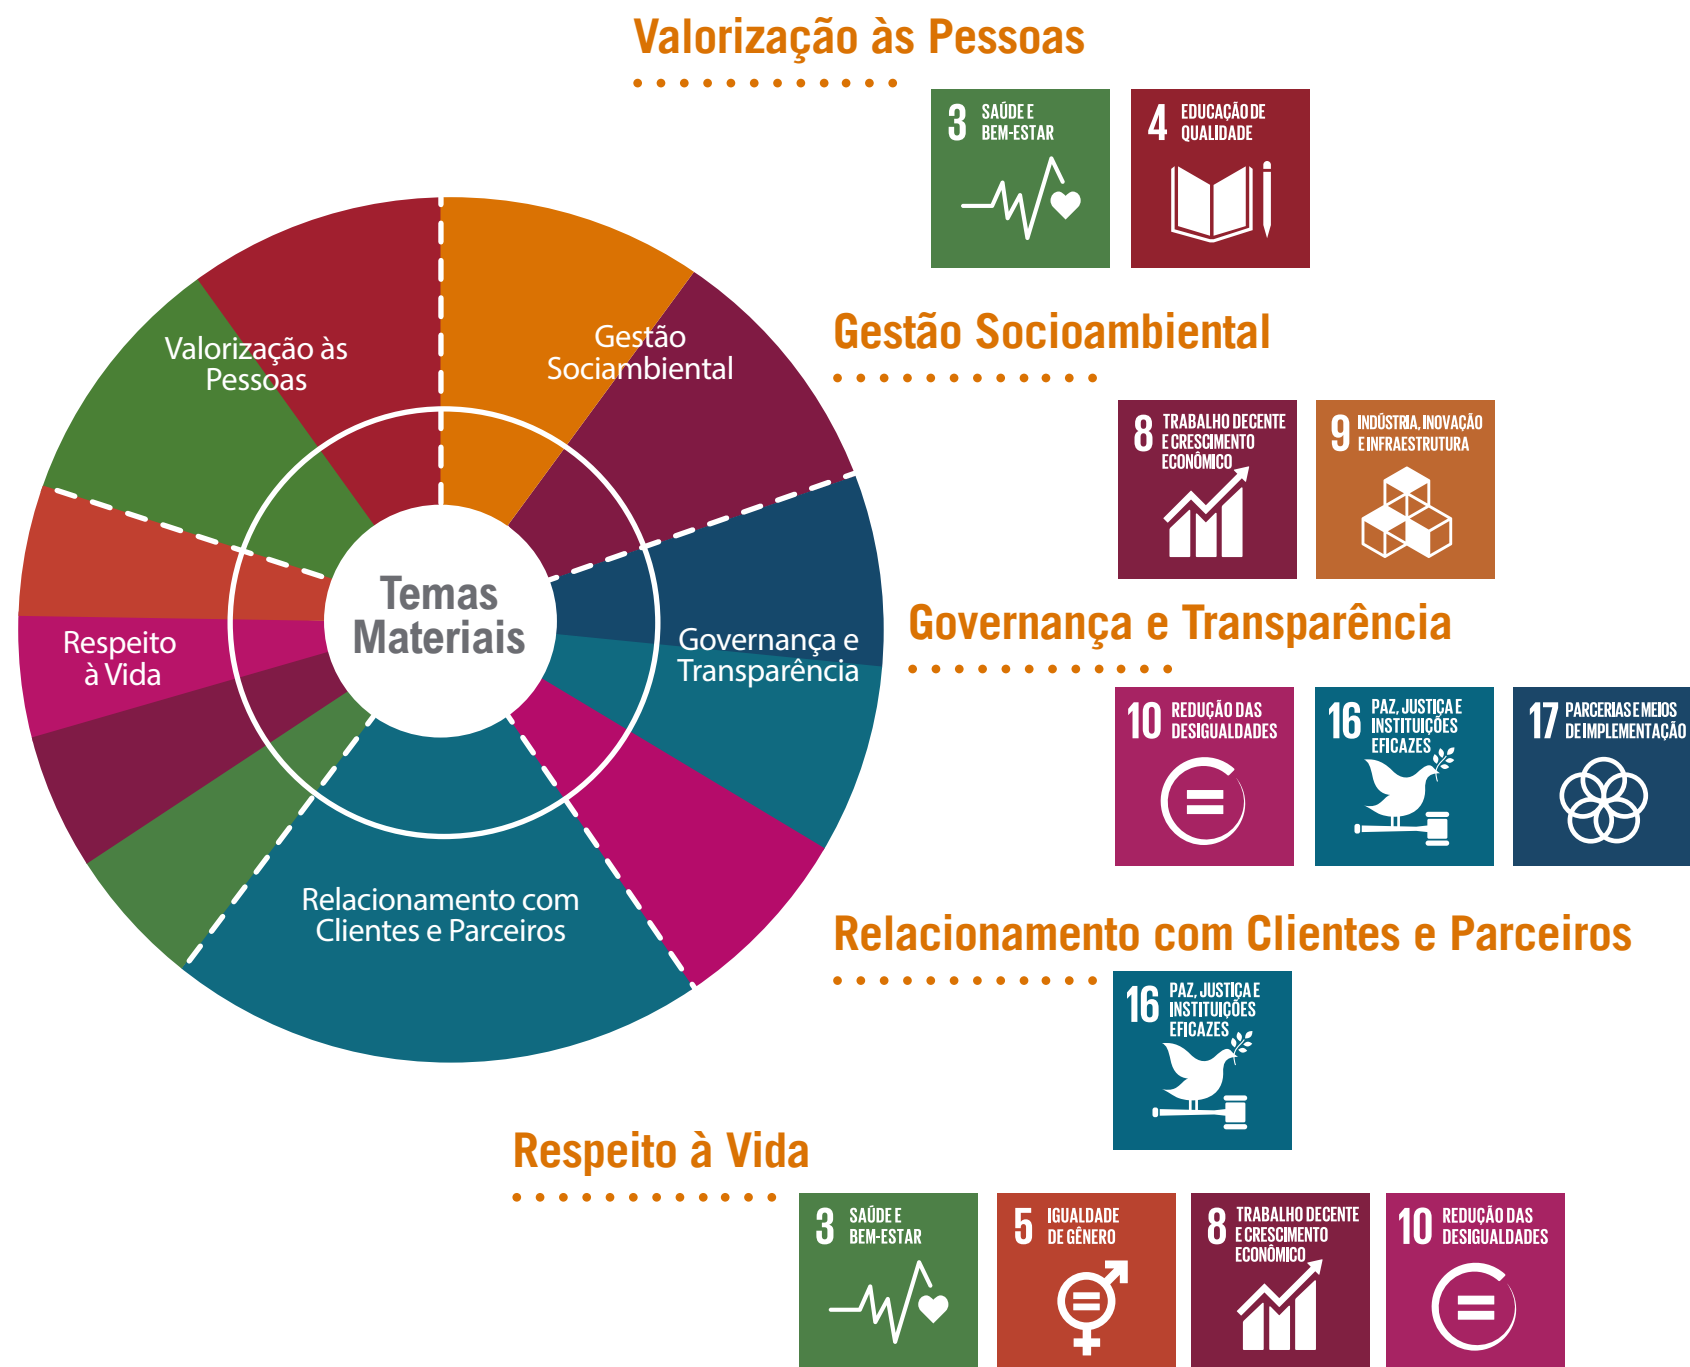 Valorização às Pessoas
3 SAÚDE E
BEM-ESTAR
4 EDUCAÇÃO DE
QUALIDADE
Valorização às
Pessoas
Gestão
Sociambiental
Temas
Materiais
Respeito
à Vida
Governança e
Transparência
Relacionamento com
Clientes e Parceiros
Gestão Socioambiental
8 TRABALHO DECENTE
E CRESCIMENTO
ECONÔMICO
9 INDÚSTRIA, INOVAÇÃO
E INFRAESTRUTURA
Governança e Transparência
10 REDUÇÃO DAS
DESIGUALDADES
16 PAZ, JUSTIÇA E
INSTITUIÇÕES
EFICAZES
17 PARCERIAS E MEIOS
DE IMPLEMENTAÇÃO
Relacionamento com Clientes e Parceiros
16 PAZ, JUSTIÇA E
INSTITUIÇÕES
EFICAZES
Respeito à Vida
3 SAÚDE E
BEM-ESTAR
5 IGUALDADE
DE GÊNERO
8 TRABALHO DECENTE
E CRESCIMENTO
ECONÔMICO
10 REDUÇÃO DAS
DESIGUALDADES